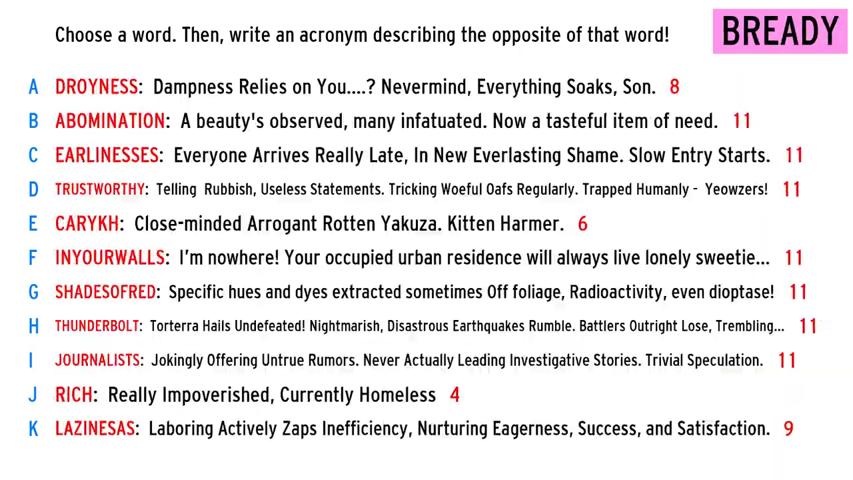 Choose a word. Then, write an acronym describing the opposite of that word!
BREADY
A DROYNESS: Dampness Relies on You....? Nevermind, Everything Soaks, Son. 8
B ABOMINATION: A beauty's observed, many infatuated. Now a tasteful item of need. 11
C EARLINESSES: Everyone Arrives Really Late, In New Everlasting Shame. Slow Entry Starts. 11
D TRUSTWORTHY: Telling Rubbish, Useless Statements. Tricking Woeful Oafs Regularly. Trapped Humanly - Yeowzers! 11
E CARYKH: Close-minded Arrogant Rotten Yakuza. Kitten Harmer. 6
F INYOURWALLS: I'm nowhere! Your occupied urban residence will always live lonely sweetie... 11
G SHADESOFRED: Specific hues and dyes extracted sometimes Off foliage, Radioactivity, even dioptase! 11
H THUNDERBOLT: Torterra Hails Undefeated! Nightmarish, Disastrous Earthquakes Rumble. Battlers Outright Lose, Trembling... 11
I JOURNALISTS: Jokingly Offering Untrue Rumors. Never Actually Leading Investigative Stories. Trivial Speculation. 11
J RICH: Really Impoverished, Currently Homeless 4
K LAZINESAS: Laboring Actively Zaps Inefficiency, Nurturing Eagerness, Success, and Satisfaction. 9